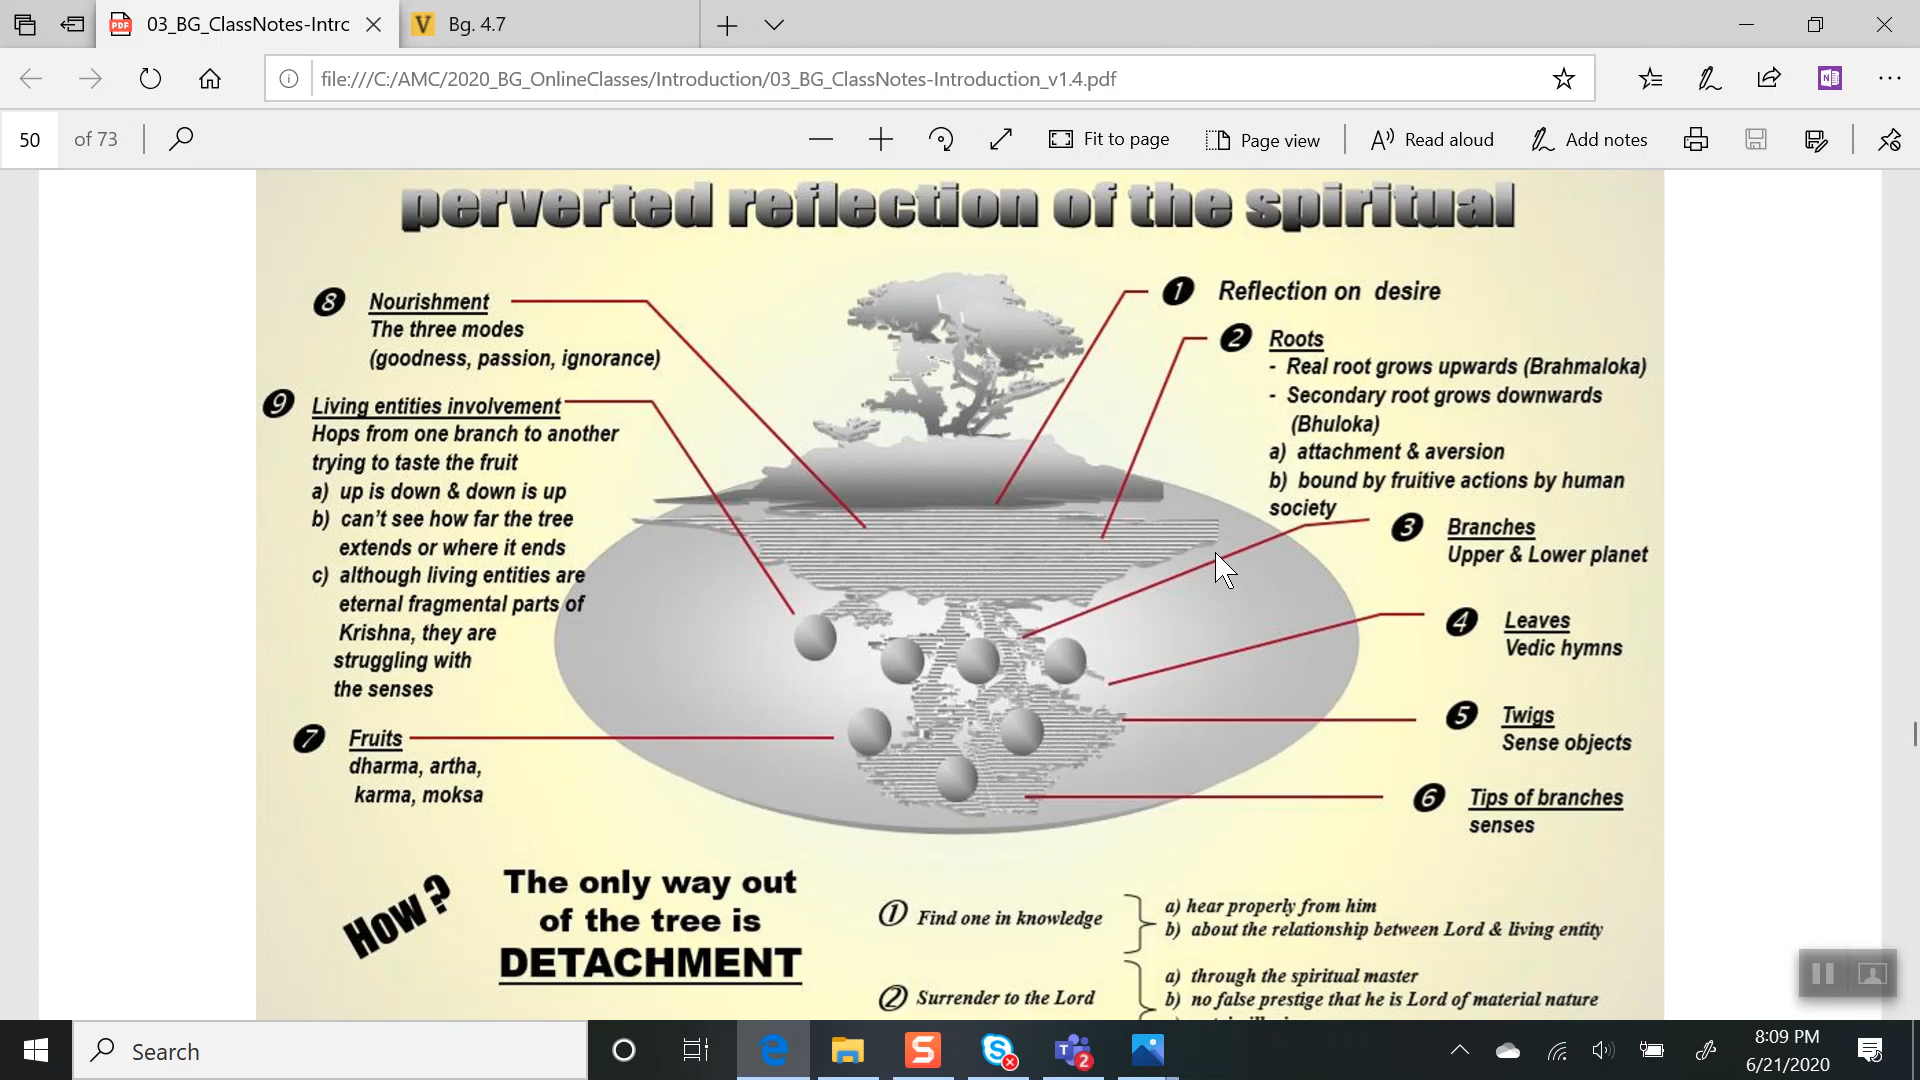 03_BG_ClassNotes-Intrc
Bg. 4.7
file:///C:/AMC/2020_BG_OnlineClasses/Introduction/03_BG_ClassNotes-Introduction_v1.4.pdf
50 of 73
Fit to page
Page view
Read aloud
Add notes
perverted reflection of the spiritual
8 Nourishment
The three modes
(goodness, passion, ignorance)
9 Living entities involvement
Hops from one branch to another
trying to taste the fruit
a) up is down & down is up
b) can't see how far the tree
extends or where it ends
c) although living entities are
eternal fragmental parts of
Krishna, they are
struggling with
the senses
7 Fruits
dharma, artha,
karma, moksa
1 Reflection on desire
2 Roots
- Real root grows upwards (Brahmaloka)
- Secondary root grows downwards
(Bhuloka)
a) attachment & aversion
b) bound by fruitive actions by human
society
3 Branches
Upper & Lower planet
4 Leaves
Vedic hymns
5 Twigs
Sense objects
6 Tips of branches
senses
How?
The only way out
of the tree is
DETACHMENT
1 Find one in knowledge
a) hear properly from him
b) about the relationship between Lord & living entity
2 Surrender to the Lord
a) through the spiritual master
b) no false prestige that he is Lord of material nature
Search
2
8:09 PM
6/21/2020